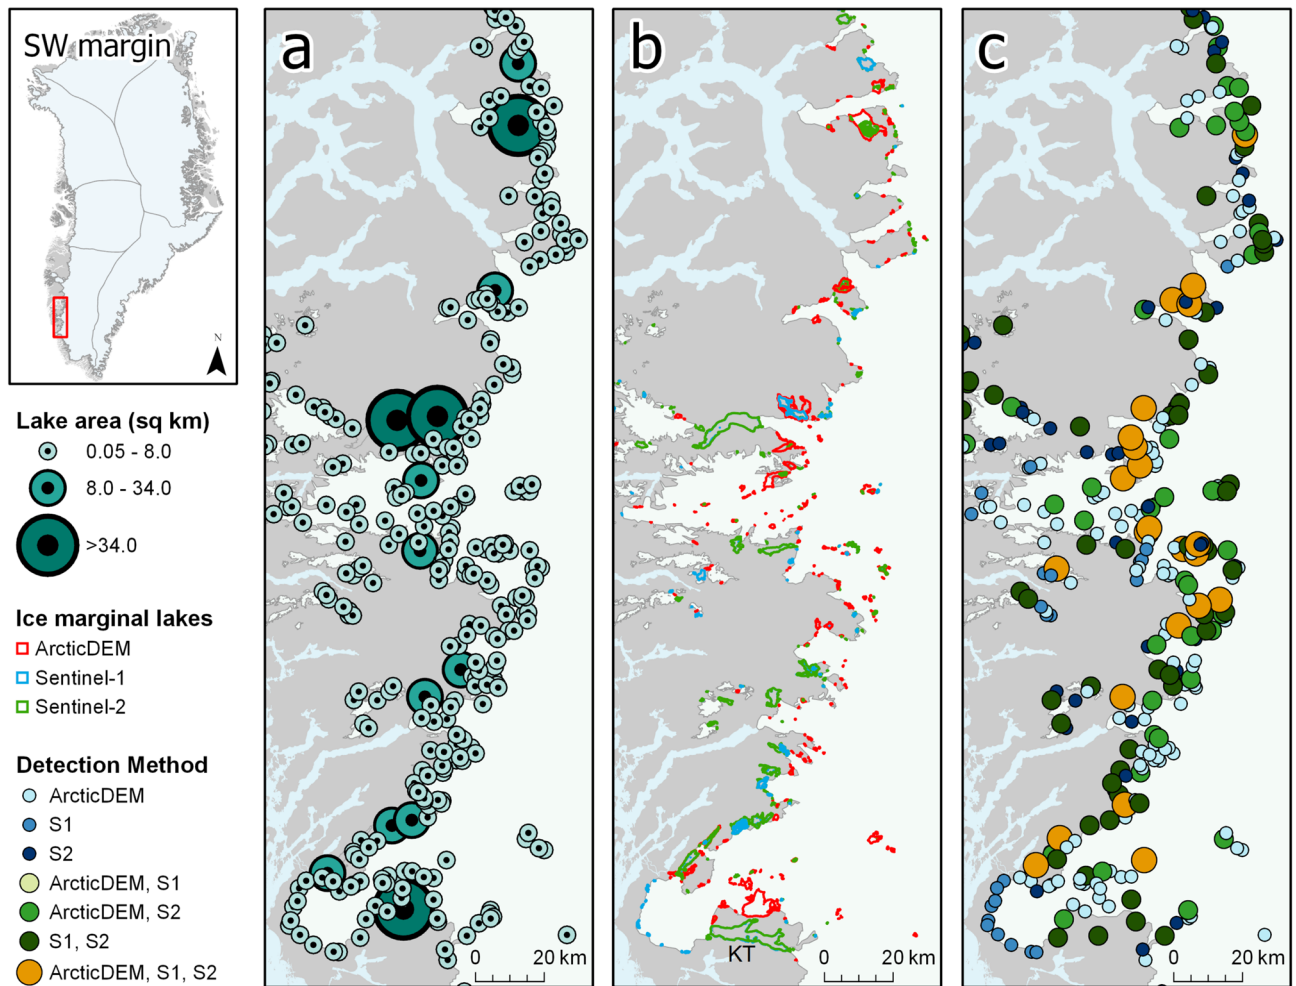 SW margin
N
Lake area (sq km)
0.05 - 8.0
8.0 - 34.0
>34.0
Ice marginal lakes
ArcticDEM
Sentinel-1
Sentinel-2
Detection Method
ArcticDEM
S1
S2
ArcticDEM, S1
ArcticDEM, S2
S1, S2
ArcticDEM, S1, S2
a
0 20 km
b
KT
0 20 km
c
0 20 km